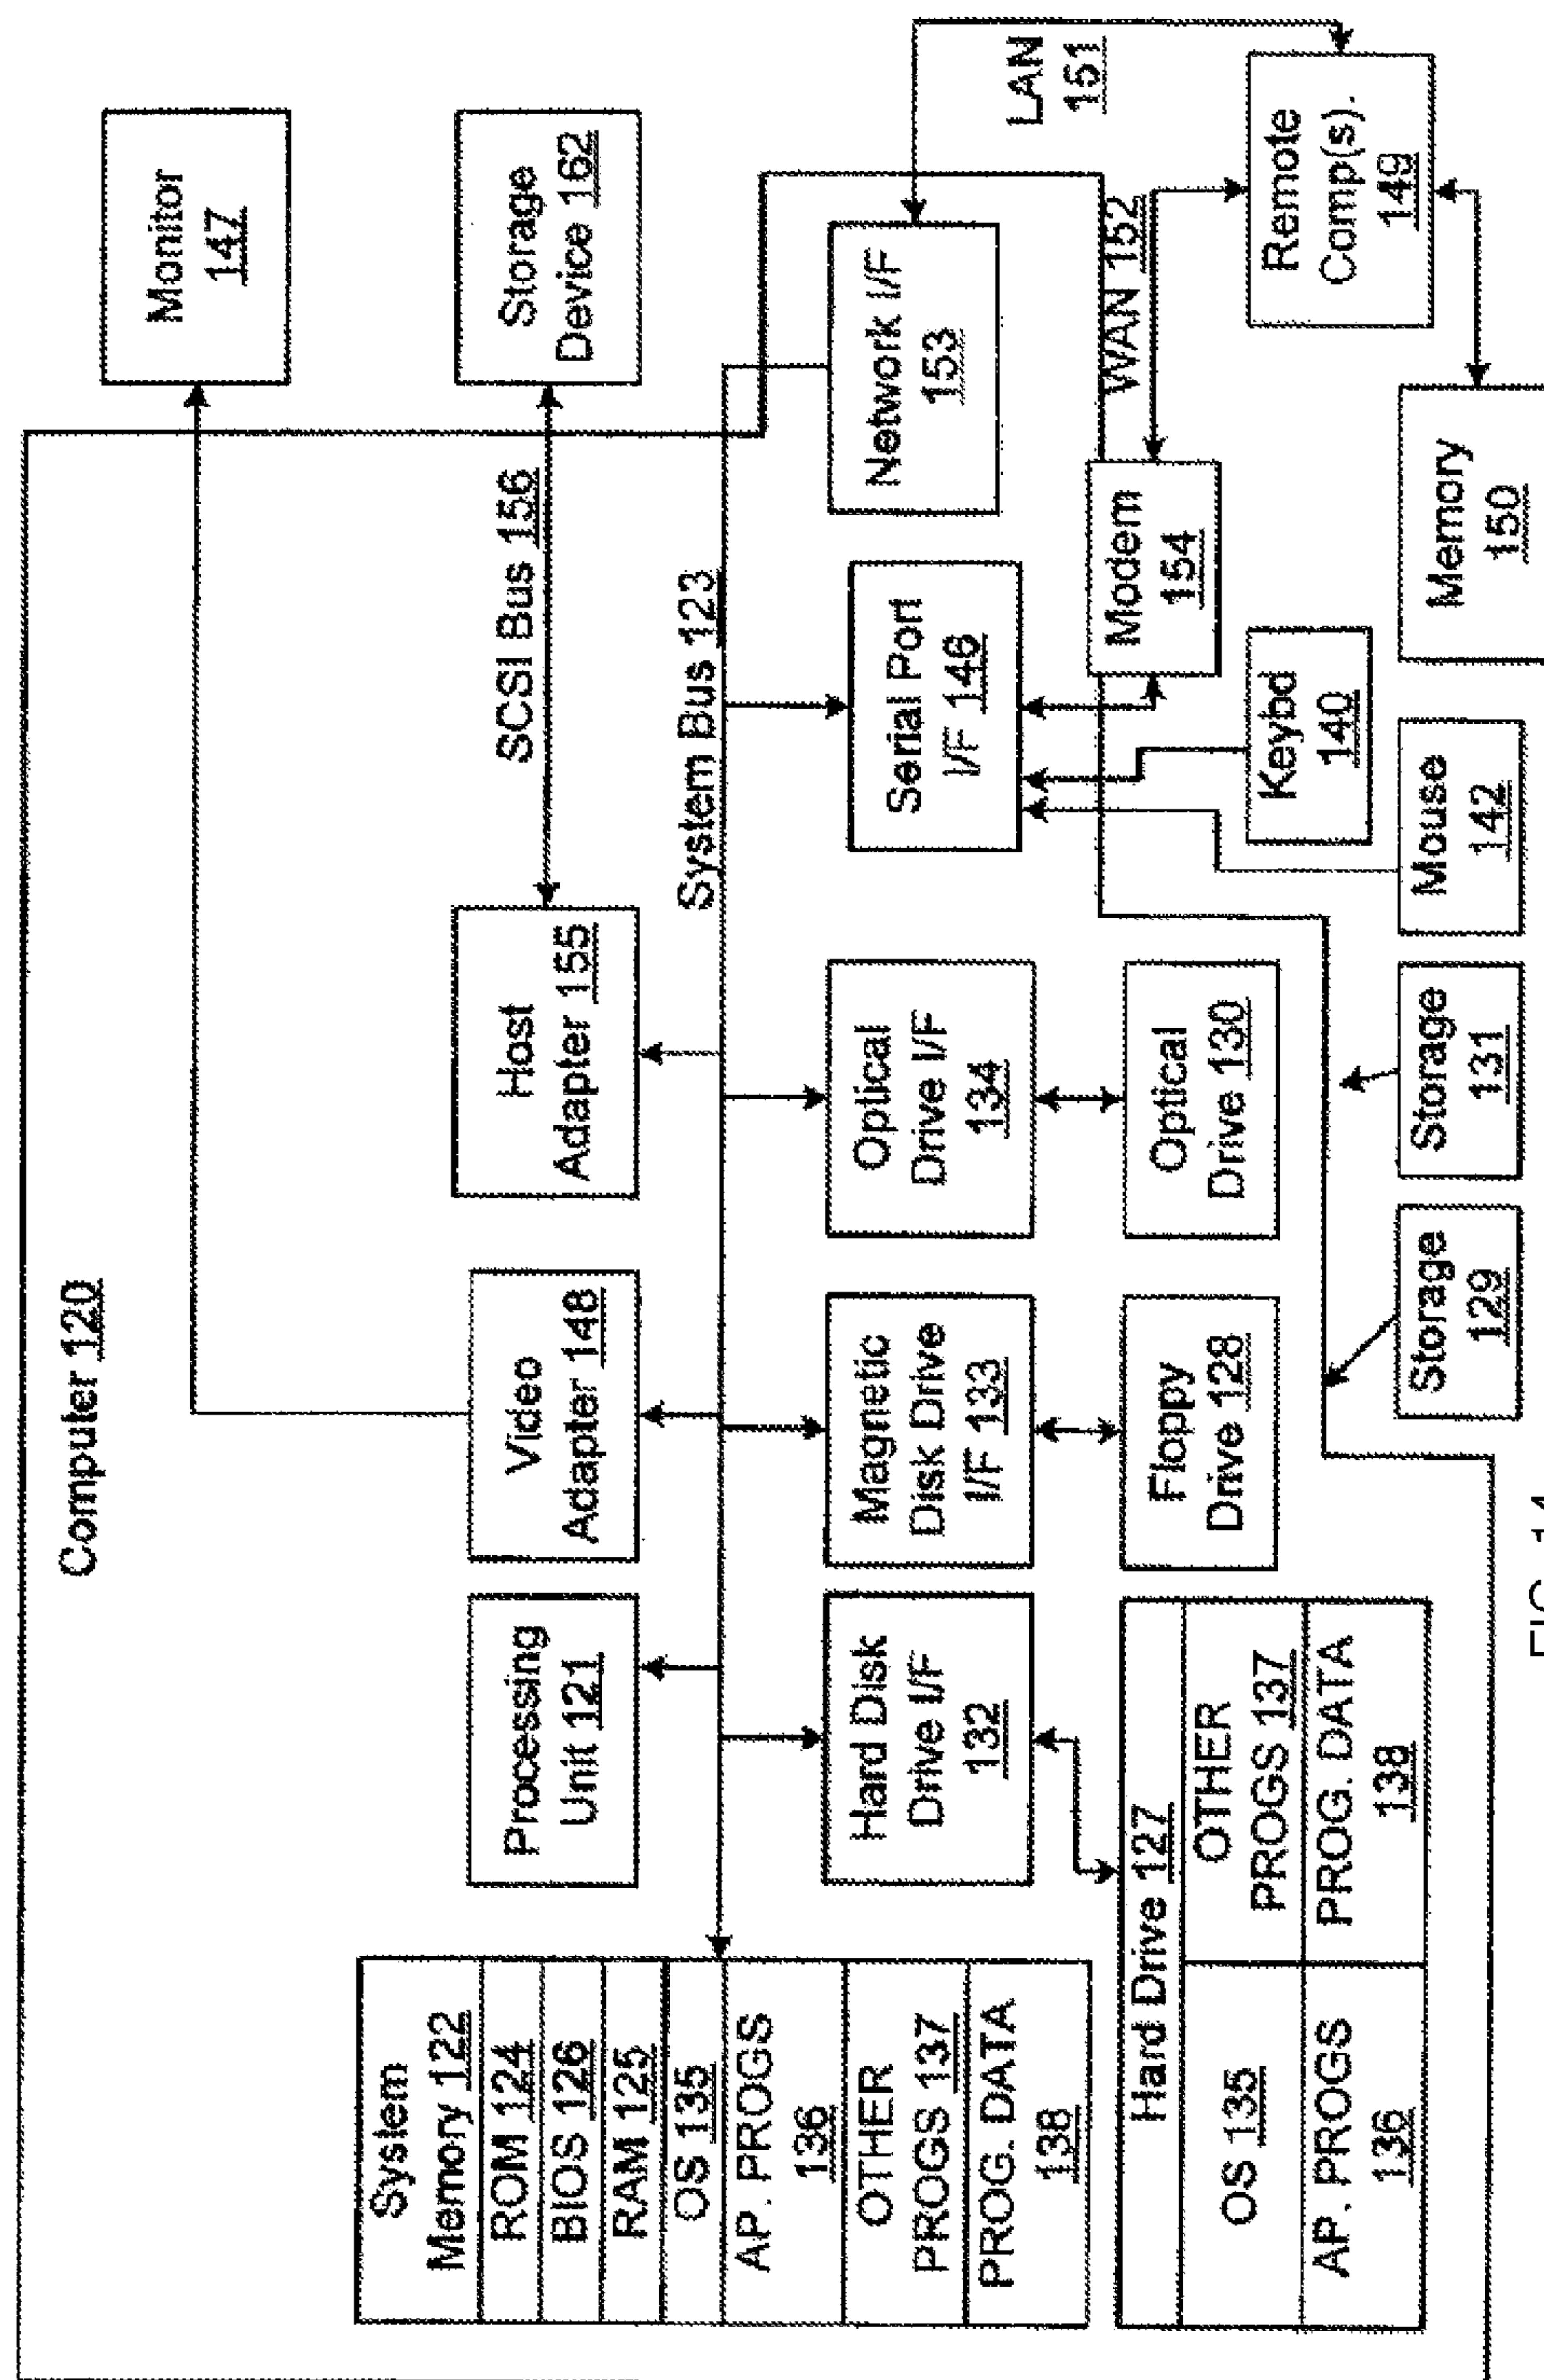 Computer 120
Monitor
147
Storage
Device 162
SCSI Bus 156
System Bus 123
System
Memory 122
ROM 124
BIOS 126
RAM 125
OS 135
AP. PROGS
136
OTHER
PROGS 137
PROG. DATA
138
Processing
Unit 121
Video
Adapter 148
Host
Adapter 155
Hard Disk
Drive I/F
132
Magnetic
Disk Drive
I/F 133
Optical
Drive I/F
134
Serial Port
I/F 146
Network I/F
153
LAN
151
WAN 152
Hard Drive 127
OS 135
OTHER
PROGS 137
AP. PROGS
136
PROG. DATA
138
Floppy
Drive 128
Optical
Drive 130
Modem
154
Keybd
140
Remote
Comp(s).
149
Storage
129
Storage
131
Mouse
142
Memory
150
FIG. 14